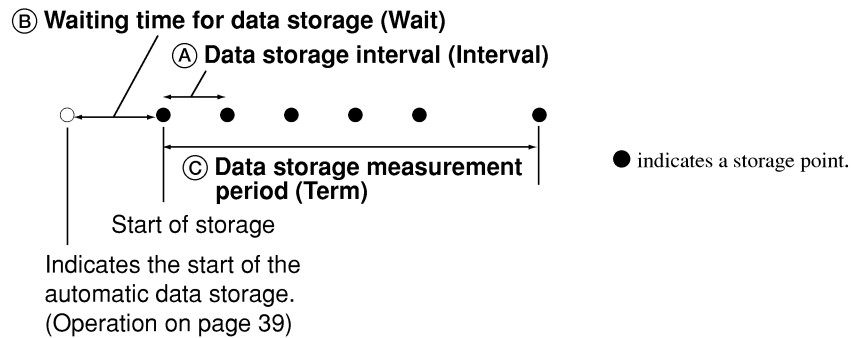 Ⓑ Waiting time for data storage (Wait)
Ⓐ Data storage interval (Interval)
Ⓒ Data storage measurement
period (Term)
indicates a storage point.
Start of storage
Indicates the start of the
automatic data storage.
(Operation on page 39)